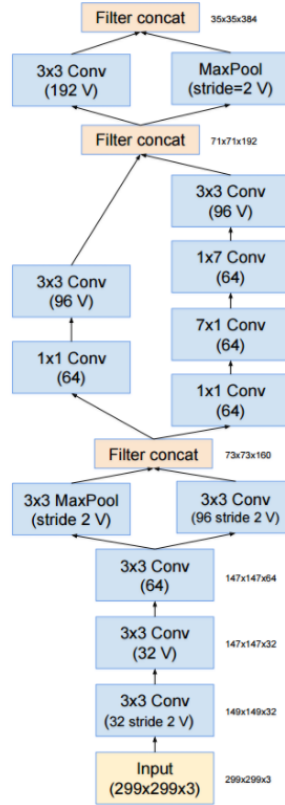 Filter concat
35x35x384
3x3 Conv
(192 V)
MaxPool
(stride=2 V)
Filter concat
71x71x192
3x3 Conv
(96 V)
1x7 Conv
(64)
3x3 Conv
(96 V)
7x1 Conv
(64)
1x1 Conv
(64)
1x1 Conv
(64)
Filter concat
73x73x160
3x3 MaxPool
(stride 2 V)
3x3 Conv
(96 stride 2 V)
3x3 Conv
(64)
147x147x64
3x3 Conv
(32 V)
147x147x32
3x3 Conv
(32 stride 2 V)
149x149x32
Input
(299x299x3)
299x299x3